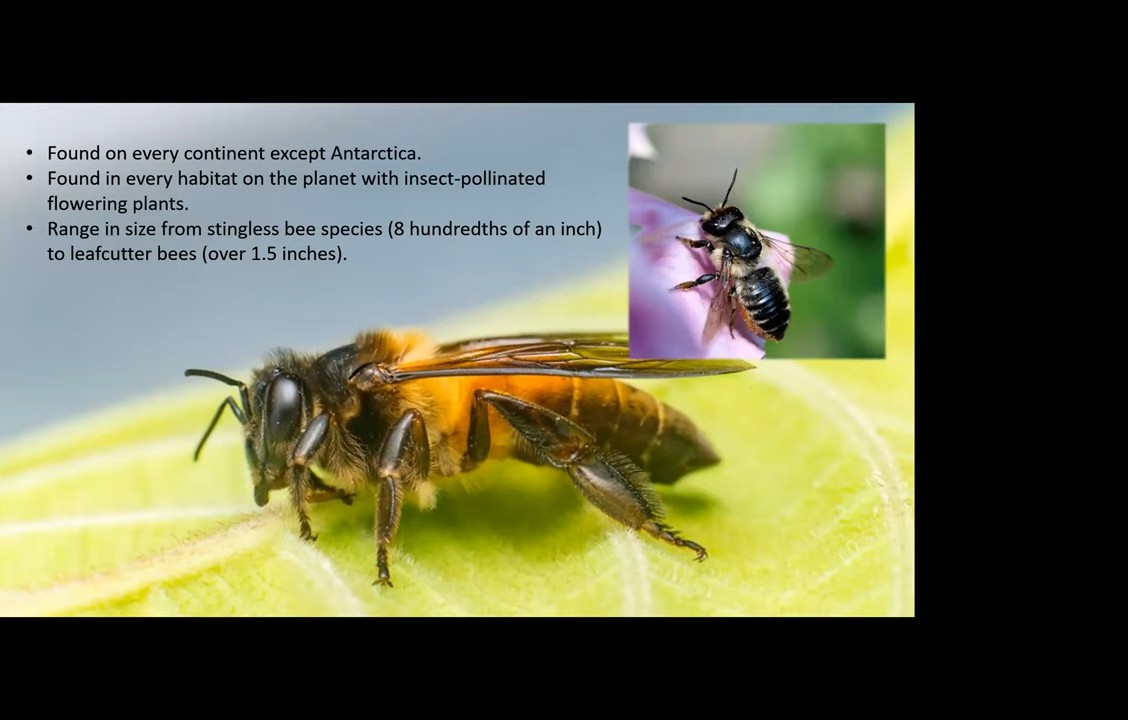 • Found on every continent except Antarctica.
• Found in every habitat on the planet with insect-pollinated
flowering plants.
• Range in size from stingless bee species (8 hundredths of an inch)
to leafcutter bees (over 1.5 inches).